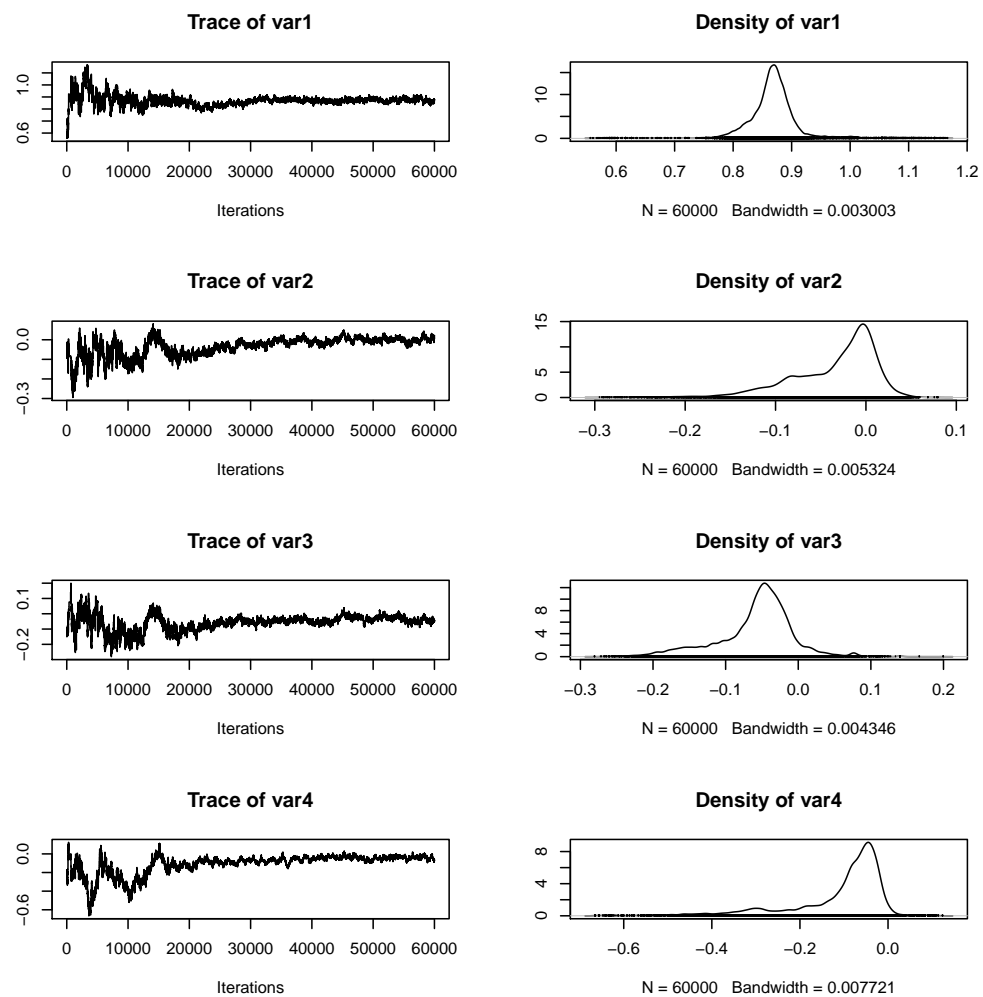 Trace of var1
1.0
0.6
0 10000 20000 30000 40000 50000 60000
Iterations
Density of var1
10
0
0.6 0.7 0.8 0.9 1.0 1.1 1.2
N = 60000 Bandwidth = 0.003003
Trace of var2
0.0
−0.3
0 10000 20000 30000 40000 50000 60000
Iterations
Density of var2
15
5
0
−0.3 −0.2 −0.1 0.0 0.1
N = 60000 Bandwidth = 0.005324
Trace of var3
0.1
−0.2
0 10000 20000 30000 40000 50000 60000
Iterations
Density of var3
8
4
0
−0.3 −0.2 −0.1 0.0 0.1 0.2
N = 60000 Bandwidth = 0.004346
Trace of var4
0.0
−0.6
0 10000 20000 30000 40000 50000 60000
Iterations
Density of var4
8
4
0
−0.6 −0.4 −0.2 0.0
N = 60000 Bandwidth = 0.007721